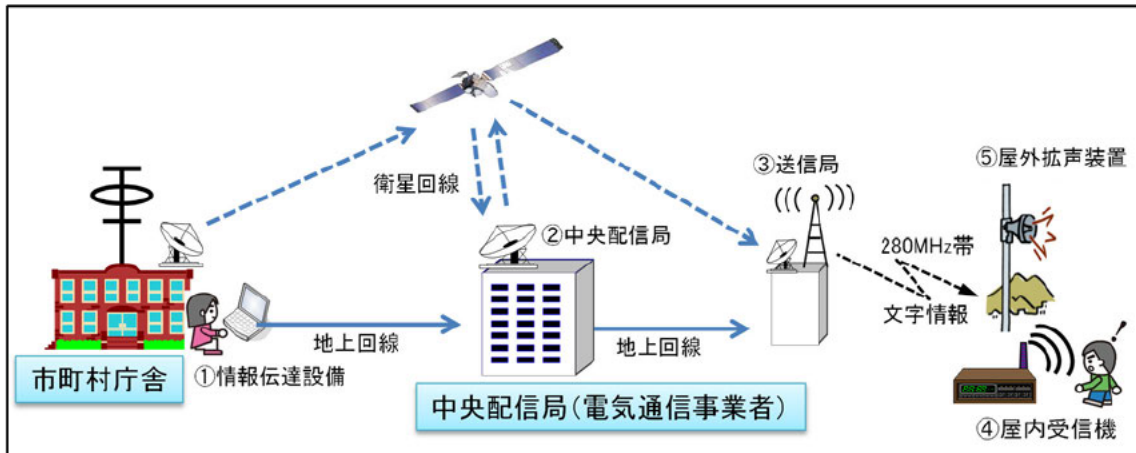 ③送信局
⑤屋外拡声装置
衛星回線
②中央配信局
280MHz帯
文字情報
地上回線
地上回線
①情報伝達設備
市町村庁舎
中央配信局(電気通信事業者)
④屋内受信機